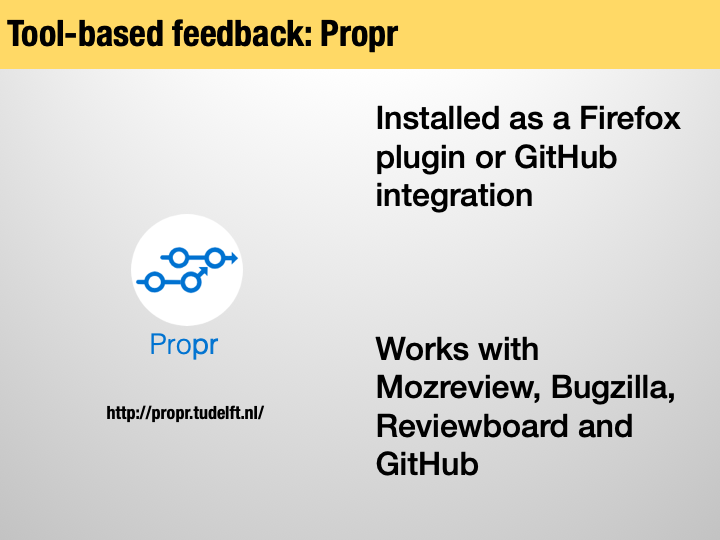 Tool-based feedback: Propr
Installed as a Firefox
plugin or GitHub
integration
Propr
http://propr.tudelft.nl/
Works with
Mozreview, Bugzilla,
Reviewboard and
GitHub